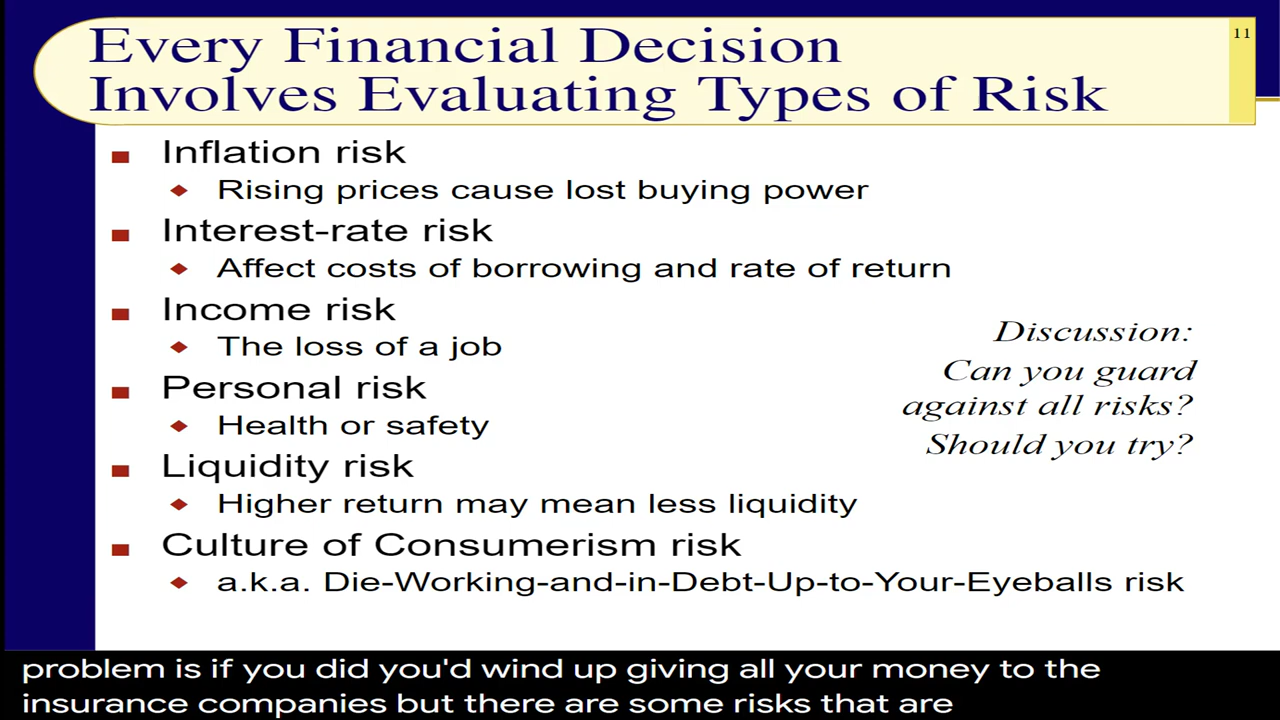 Every Financial Decision
Involves Evaluating Types of Risk
11
Inflation risk
Rising prices cause lost buying power
Interest-rate risk
Affect costs of borrowing and rate of return
Income risk
The loss of a job
Personal risk
Health or safety
Liquidity risk
Higher return may mean less liquidity
Culture of Consumerism risk
a.k.a. Die-Working-and-in-Debt-Up-to-Your-Eyeballs risk
Discussion:
Can you guard
against all risks?
Should you try?
problem is if you did you'd wind up giving all your money to the
insurance companies but there are some risks that are